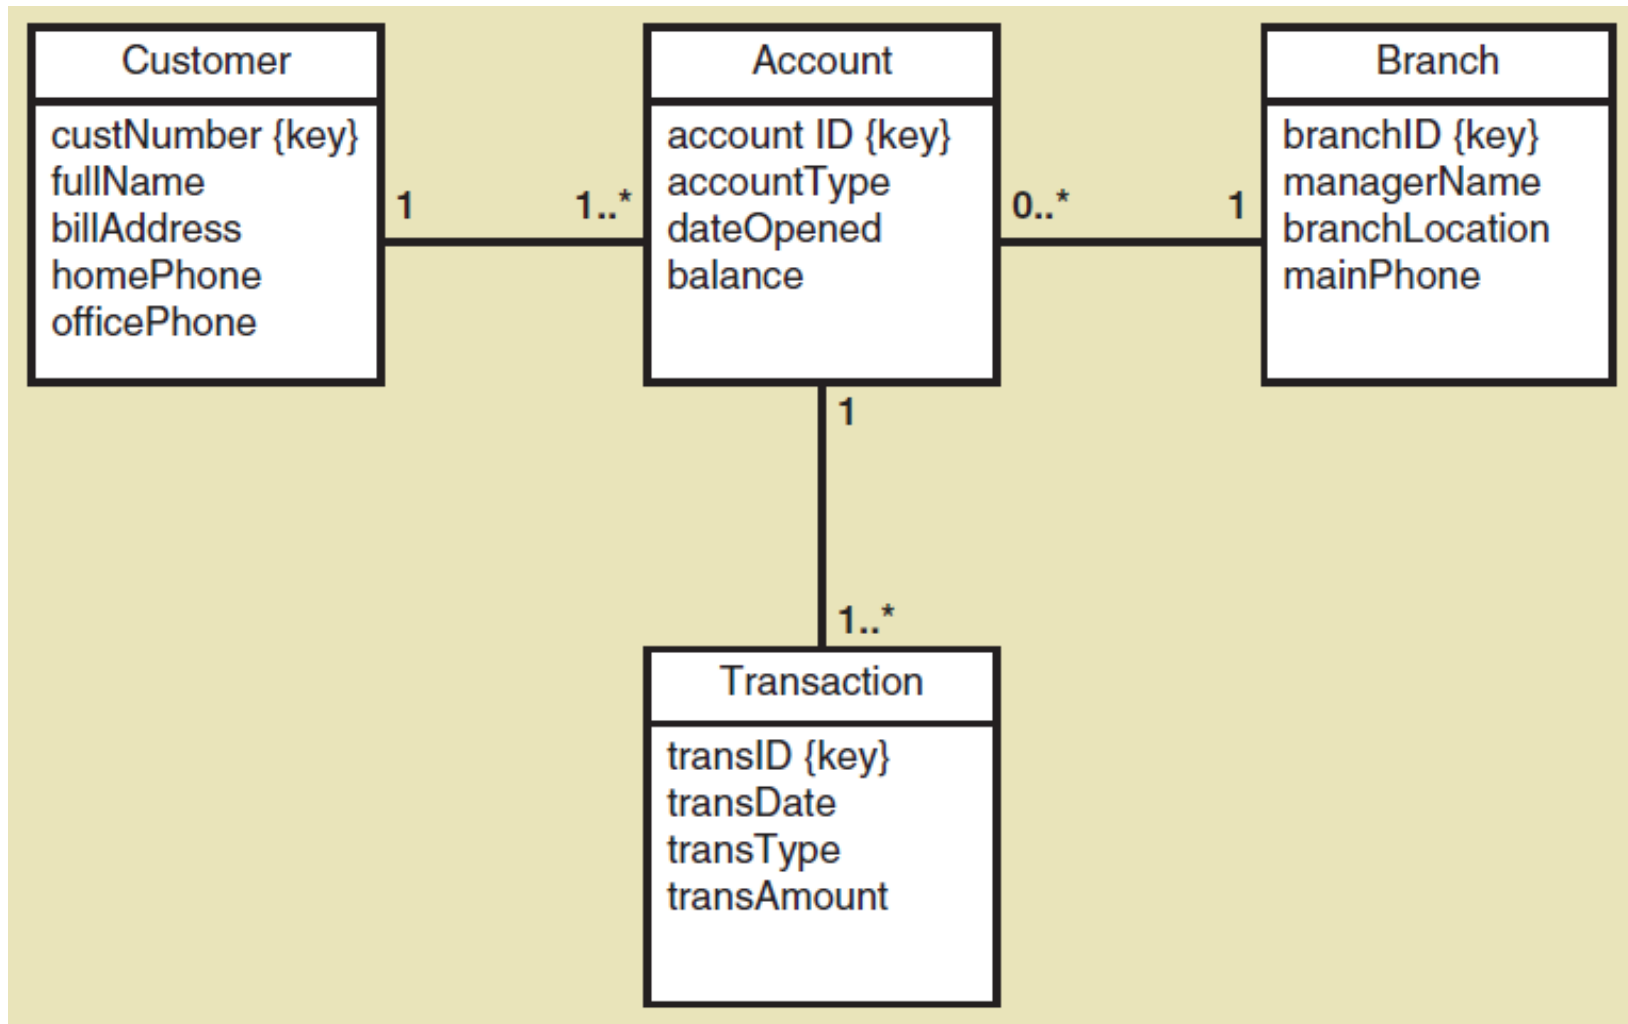 Customer
custNumber {key}
fullName
billAddress
homePhone
officePhone
1
1..*
Account
account ID {key}
accountType
dateOpened
balance
0..*
1
Branch
branchID {key}
managerName
branchLocation
mainPhone
1
1..*
Transaction
transID {key}
transDate
transType
transAmount